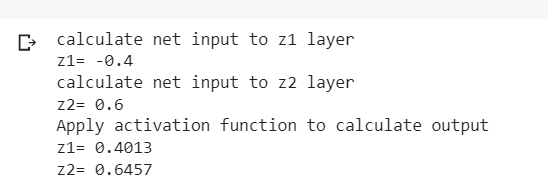 calculate net input to z1 layer
z1= -0.4
calculate net input to z2 layer
z2= 0.6
Apply activation function to calculate output
z1= 0.4013
z2= 0.6457